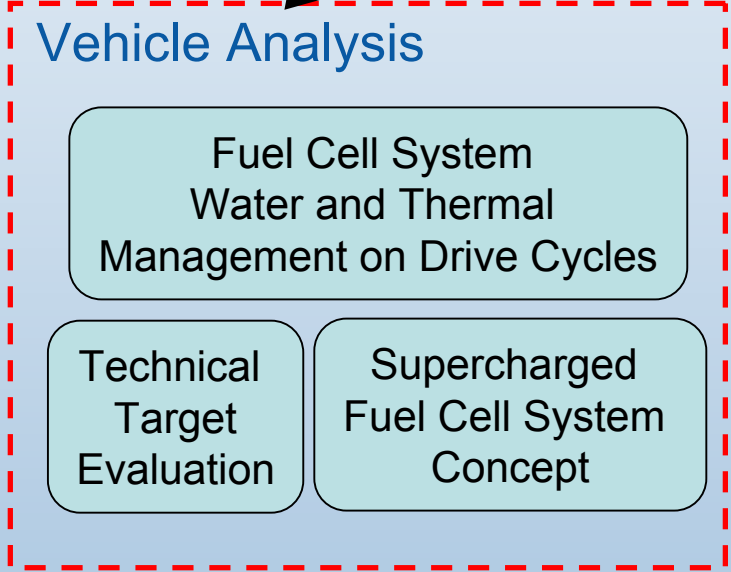 Vehicle Analysis
Fuel Cell System
Water and Thermal
Management on Drive Cycles
Technical
Target
Evaluation
Supercharged
Fuel Cell System
Concept